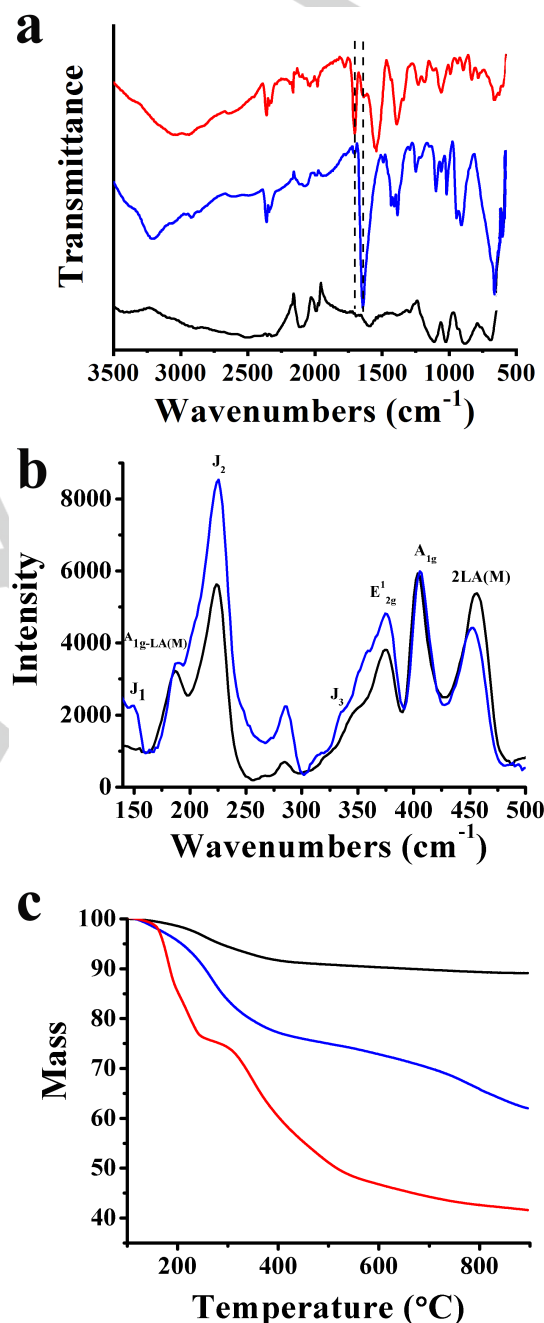 a
Transmittance
3500 3000 2500 2000 1500 1000 500
Wavenumbers (cm⁻¹)
b
Intensity
8000
6000
4000
2000
0
J₂
A₁g-LA(M)
J₁
J₃
E¹₂g
A₁g
2LA(M)
150 200 250 300 350 400 450 500
Wavenumbers (cm⁻¹)
c
Mass
100
90
80
70
60
50
40
200 400 600 800
Temperature (°C)